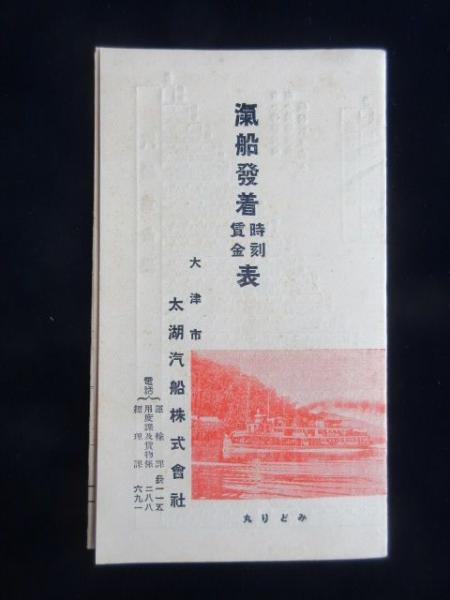 滊船發着時刻賃金表
大津市
太湖汽船株式會社
電話
運輸課長一一五
用度課及貨物係二八八
經理課六九一
みどり丸